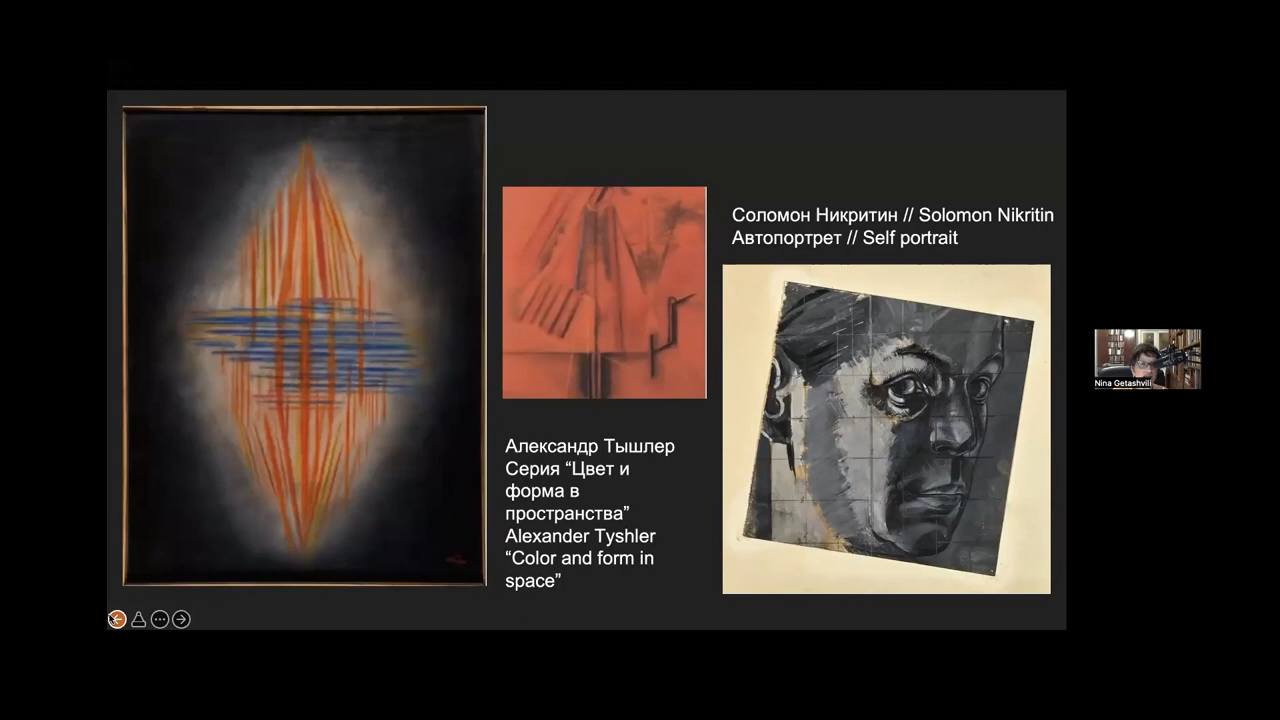 Соломон Никритин // Solomon Nikritin
Автопортрет // Self portrait
Александр Тышлер
Серия “Цвет и
форма в
пространства”
Alexander Tyshler
“Color and form in
space”
Nina Getashvili